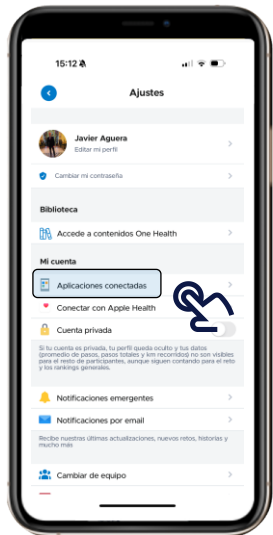 15:12
Ajustes
Javier Aguera
Editar mi perfil
Cambiar mi contraseña
Biblioteca
Accede a contenidos One Health
Mi cuenta
Aplicaciones conectadas
Conectar con Apple Health
Cuenta privada
Si tu cuenta es privada, tu perfil queda oculto y tus datos
(promedio de pasos, pasos totales y km recorridos) no son visibles
para el resto de participantes, aunque siguen contando para el reto
y los rankings generales.
Notificaciones emergentes
Notificaciones por email
Recibe nuestras últimas actualizaciones, nuevos retos, historias y
mucho más
Cambiar de equipo